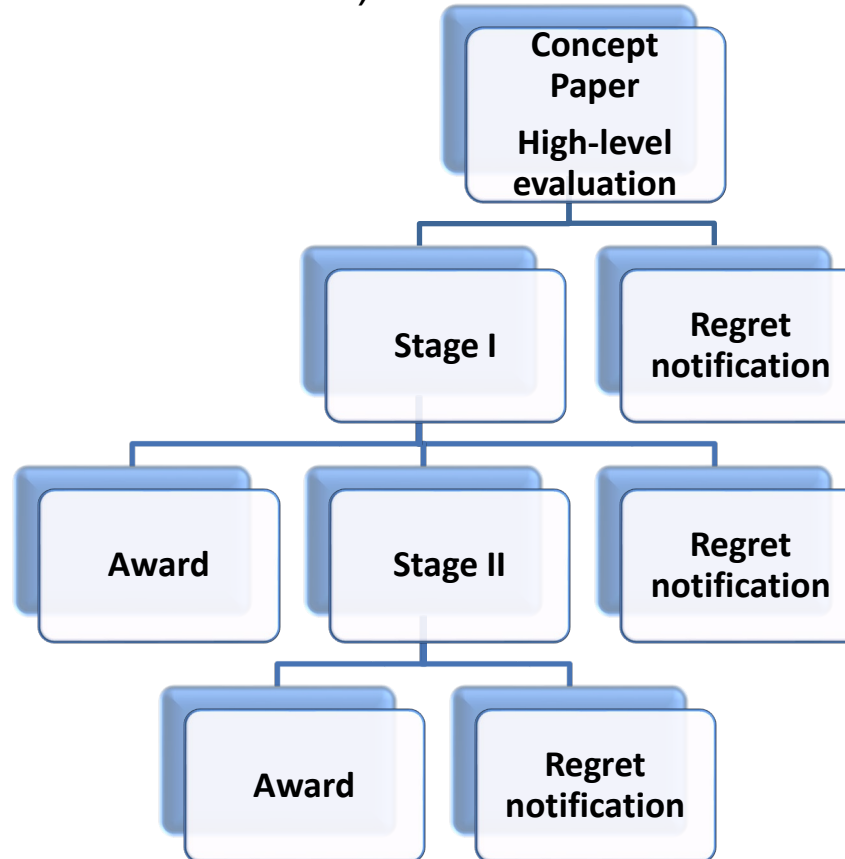 Concept
Paper
High-level
evaluation
Stage I
Regret
notification
Award
Stage II
Regret
notification
Award
Regret
notification